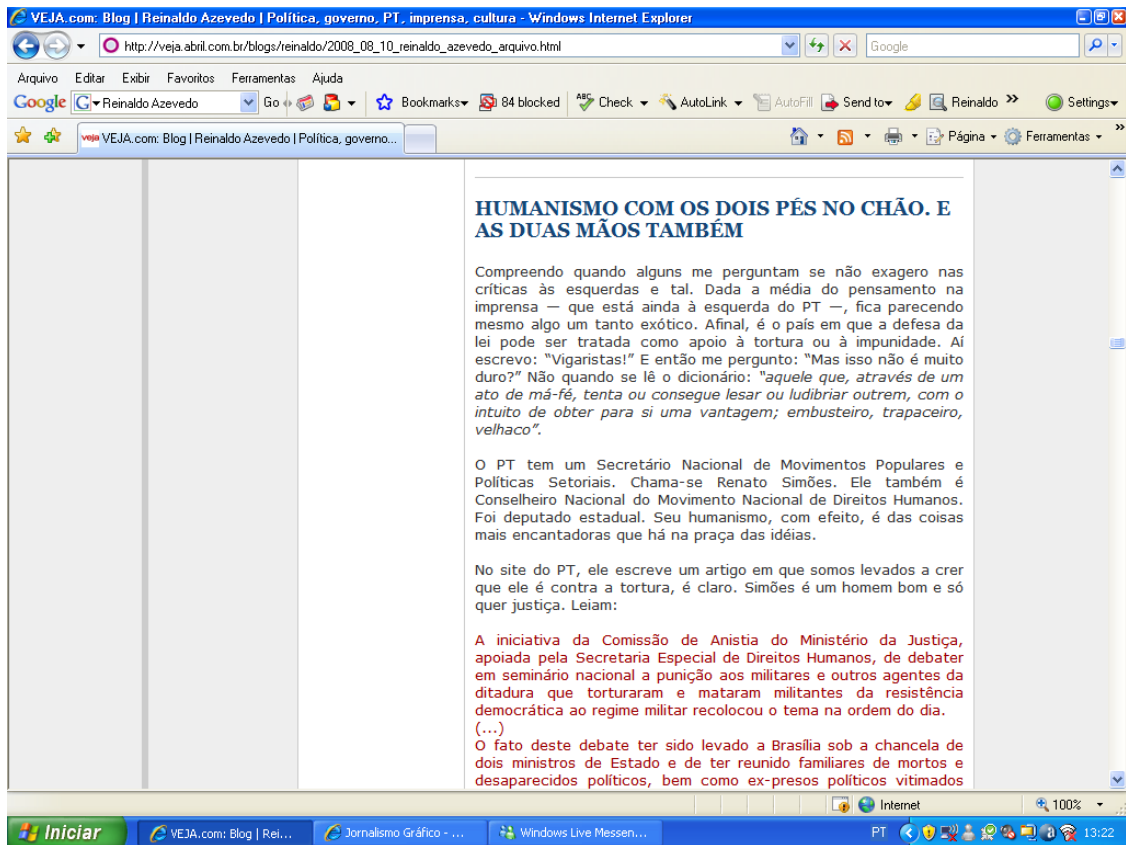 VEJA.com: Blog | Reinaldo Azevedo | Política, governo, PT, imprensa, cultura - Windows Internet Explorer
http://veja.abril.com.br/blogs/reinaldo/2008_08_10_reinaldo_azevedo_arquivo.html
Google
Arquivo Editar Exibir Favoritos Ferramentas Ajuda
Google G Reinaldo Azevedo Go Bookmarks 84 blocked ABC Check AutoLink AutoFill Send to Reinaldo >> Settings
veja VEJA.com: Blog | Reinaldo Azevedo | Política, governo... Página Ferramentas >>
HUMANISMO COM OS DOIS PÉS NO CHÃO. E
AS DUAS MÃOS TAMBÉM
Compreendo quando alguns me perguntam se não exagero nas
críticas às esquerdas e tal. Dada a média do pensamento na
imprensa — que está ainda à esquerda do PT —, fica parecendo
mesmo algo um tanto exótico. Afinal, é o país em que a defesa da
lei pode ser tratada como apoio à tortura ou à impunidade. Aí
escrevo: “Vigaristas!” E então me pergunto: “Mas isso não é muito
duro?” Não quando se lê o dicionário: “aquele que, através de um
ato de má-fé, tenta ou consegue lesar ou ludibriar outrem, com o
intuito de obter para si uma vantagem; embusteiro, trapaceiro,
velhaco”.
O PT tem um Secretário Nacional de Movimentos Populares e
Políticas Setoriais. Chama-se Renato Simões. Ele também é
Conselheiro Nacional do Movimento Nacional de Direitos Humanos.
Foi deputado estadual. Seu humanismo, com efeito, é das coisas
mais encantadoras que há na praça das idéias.
No site do PT, ele escreve um artigo em que somos levados a crer
que ele é contra a tortura, é claro. Simões é um homem bom e só
quer justiça. Leiam:
A iniciativa da Comissão de Anistia do Ministério da Justiça,
apoiada pela Secretaria Especial de Direitos Humanos, de debater
em seminário nacional a punição aos militares e outros agentes da
ditadura que torturaram e mataram militantes da resistência
democrática ao regime militar recolocou o tema na ordem do dia.
(...)
O fato deste debate ter sido levado a Brasília sob a chancela de
dois ministros de Estado e de ter reunido familiares de mortos e
desaparecidos políticos, bem como ex-presos políticos vitimados
Internet 100%
Iniciar VEJA.com: Blog | Rei... Jornalismo Gráfico - ... Windows Live Messen... PT 13:22